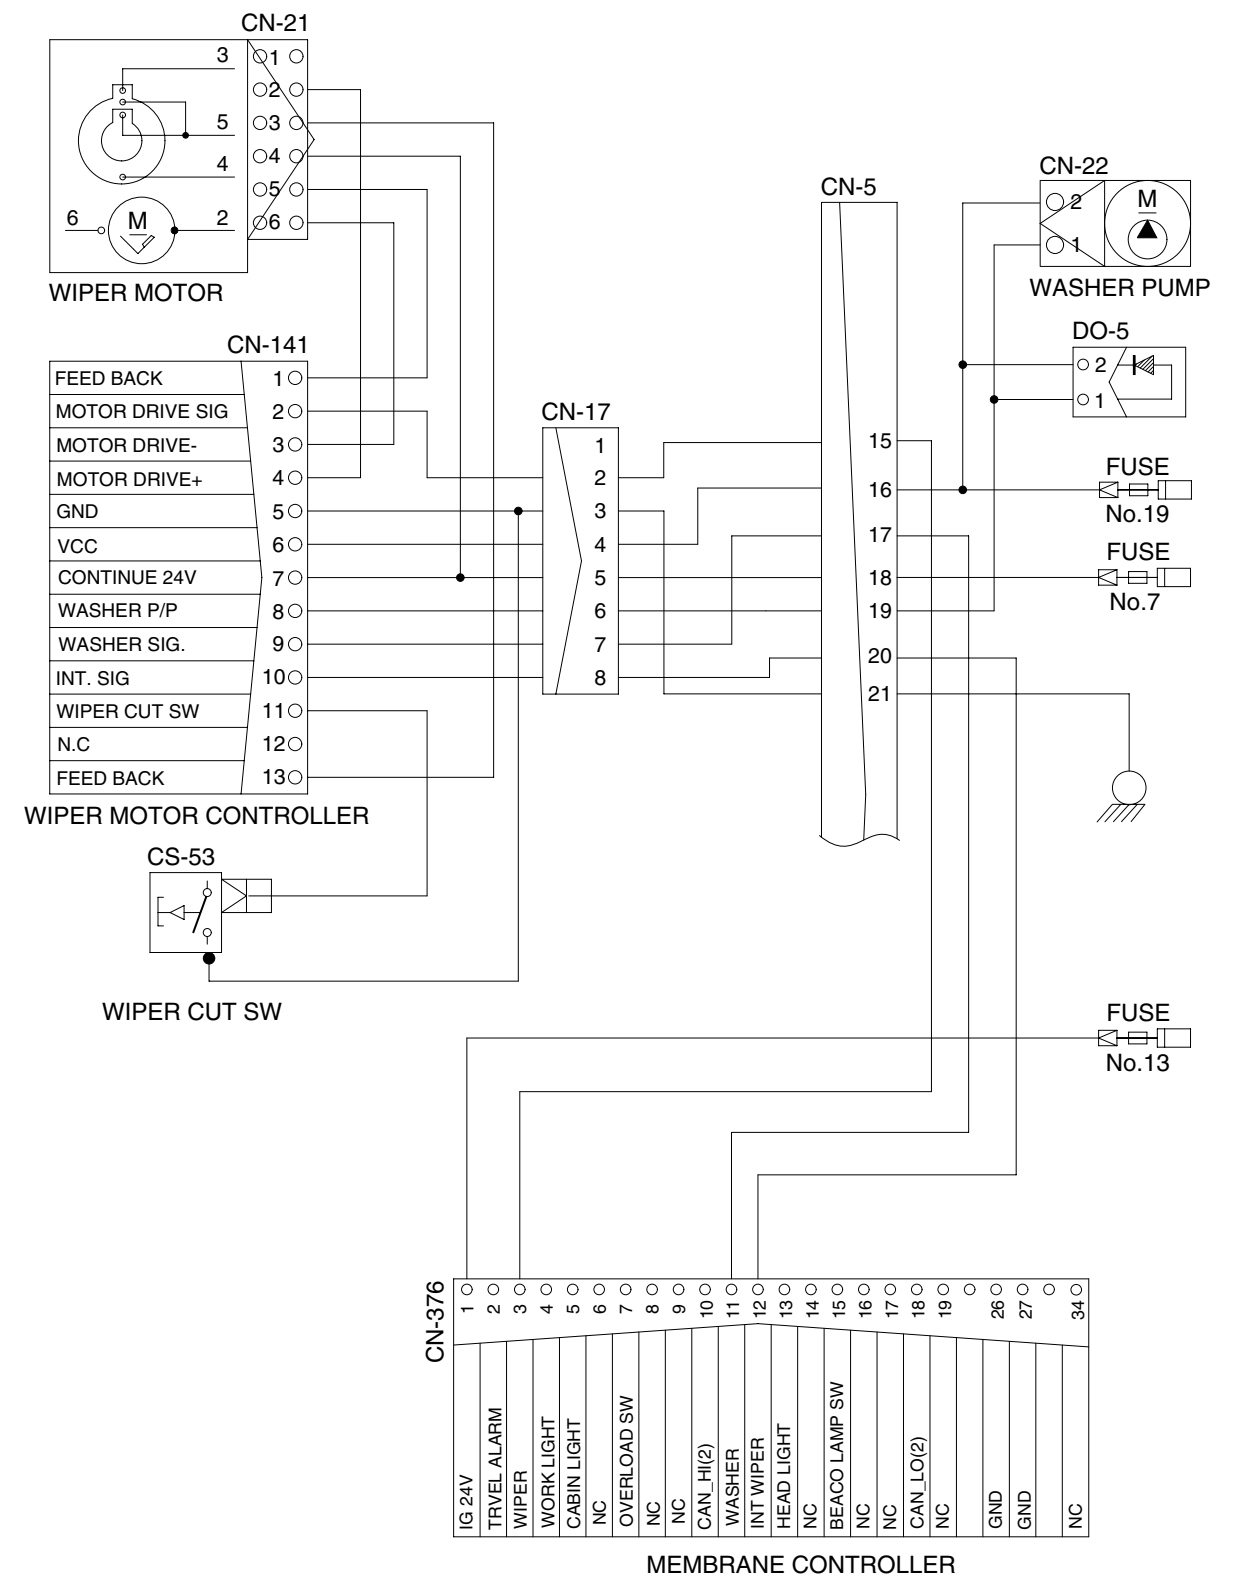 CN-21
3
5
4
6
M
2
1
2
3
4
5
6
WIPER MOTOR
CN-141
FEED BACK 1
MOTOR DRIVE SIG 2
MOTOR DRIVE- 3
MOTOR DRIVE+ 4
GND 5
VCC 6
CONTINUE 24V 7
WASHER P/P 8
WASHER SIG. 9
INT. SIG 10
WIPER CUT SW 11
N.C 12
FEED BACK 13
WIPER MOTOR CONTROLLER
CS-53
WIPER CUT SW
CN-17
1
2
3
4
5
6
7
8
CN-5
15
16
17
18
19
20
21
CN-22
2
1
M
WASHER PUMP
DO-5
2
1
FUSE
No.19
FUSE
No.7
FUSE
No.13
CN-376
1 IG 24V
2 TRVEL ALARM
3 WIPER
4 WORK LIGHT
5 CABIN LIGHT
6 NC
7 OVERLOAD SW
8 NC
9 NC
10 CAN_HI(2)
11 WASHER
12 INT WIPER
13 HEAD LIGHT
14 NC
15 BEACO LAMP SW
16 NC
17 NC
18 CAN_LO(2)
19 NC
26 GND
27 GND
34 NC
MEMBRANE CONTROLLER